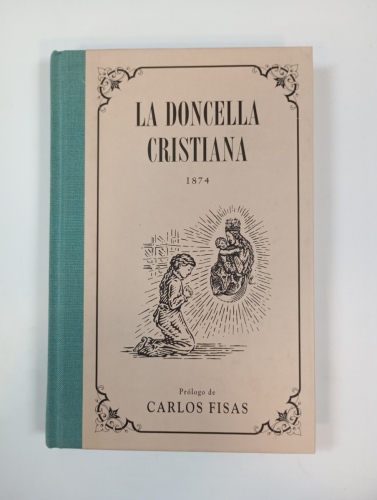 LA DONCELLA
CRISTIANA
1874
Prólogo de
CARLOS FISAS